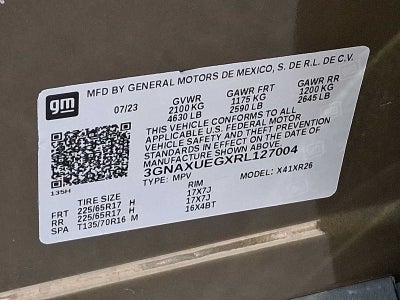 gm
MFD BY GENERAL MOTORS DE MEXICO, S. DE R.L. DE C.V.
07/23 GVWR GAWR FRT GAWR RR
2100 KG 1175 KG 1200 KG
4630 LB 2590 LB 2645 LB
THIS VEHICLE CONFORMS TO ALL
APPLICABLE U.S. FEDERAL MOTOR
VEHICLE SAFETY AND THEFT PREVENTION
STANDARDS IN EFFECT ON THE DATE OF
MANUFACTURE SHOWN ABOVE.
3GNAXUEGXRL127004
TYPE: MPV MODEL: X41XR26
135H
TIRE SIZE RIM
FRT 225/65R17 H 17X7J
RR 225/65R17 H 17X7J
SPA T135/70R16 M 16X4BT